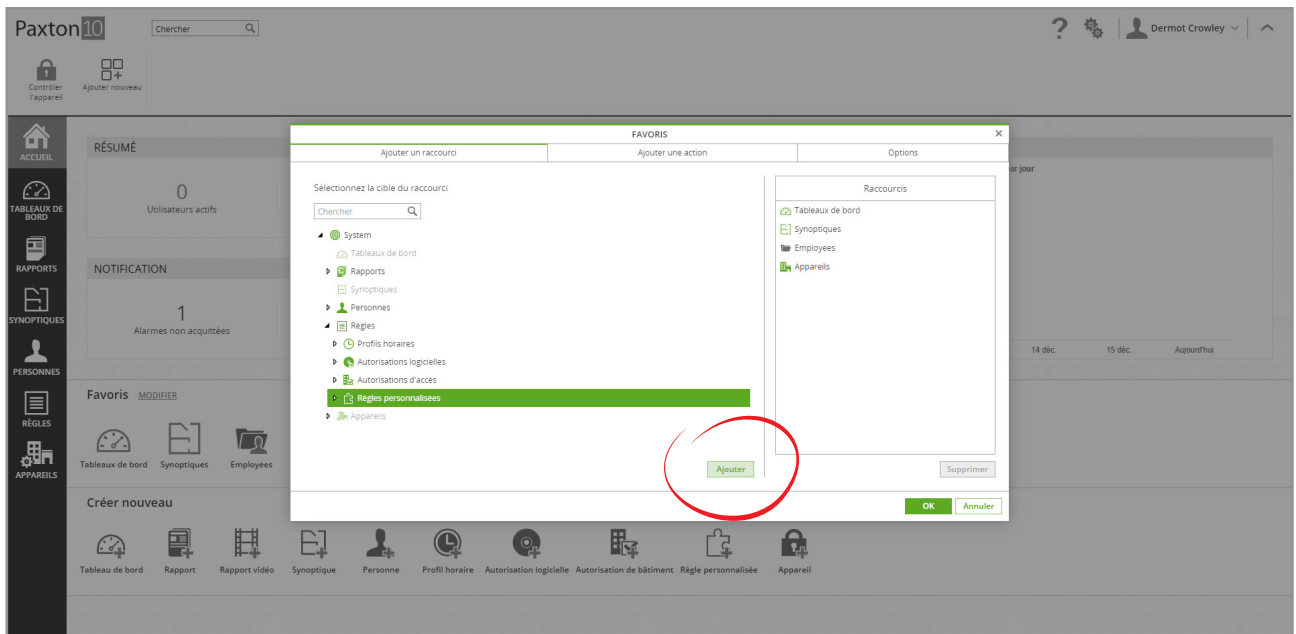 Paxton10
Chercher
Dermot Crowley
Contrôler
l'appareil
Ajouter nouveau
ACCUEIL
TABLEAUX DE
BORD
RAPPORTS
SYNOPTIQUES
PERSONNES
RÈGLES
APPAREILS
RÉSUMÉ
0
Utilisateurs actifs
NOTIFICATION
1
Alarmes non acquittées
FAVORIS
Ajouter un raccourci
Ajouter une action
Options
Sélectionnez la cible du raccourci
Chercher
System
Tableaux de bord
Rapports
Synoptiques
Personnes
Règles
Profils horaires
Autorisations logicielles
Autorisations d'accès
Règles personnalisées
Appareils
Ajouter
Raccourcis
Tableaux de bord
Synoptiques
Employees
Appareils
Supprimer
OK
Annuler
par jour
14 déc.
15 déc.
Aujourd'hui
Favoris MODIFIER
Tableaux de bord
Synoptiques
Employees
Créer nouveau
Tableau de bord
Rapport
Rapport vidéo
Synoptique
Personne
Profil horaire
Autorisation logicielle
Autorisation de bâtiment
Règle personnalisée
Appareil